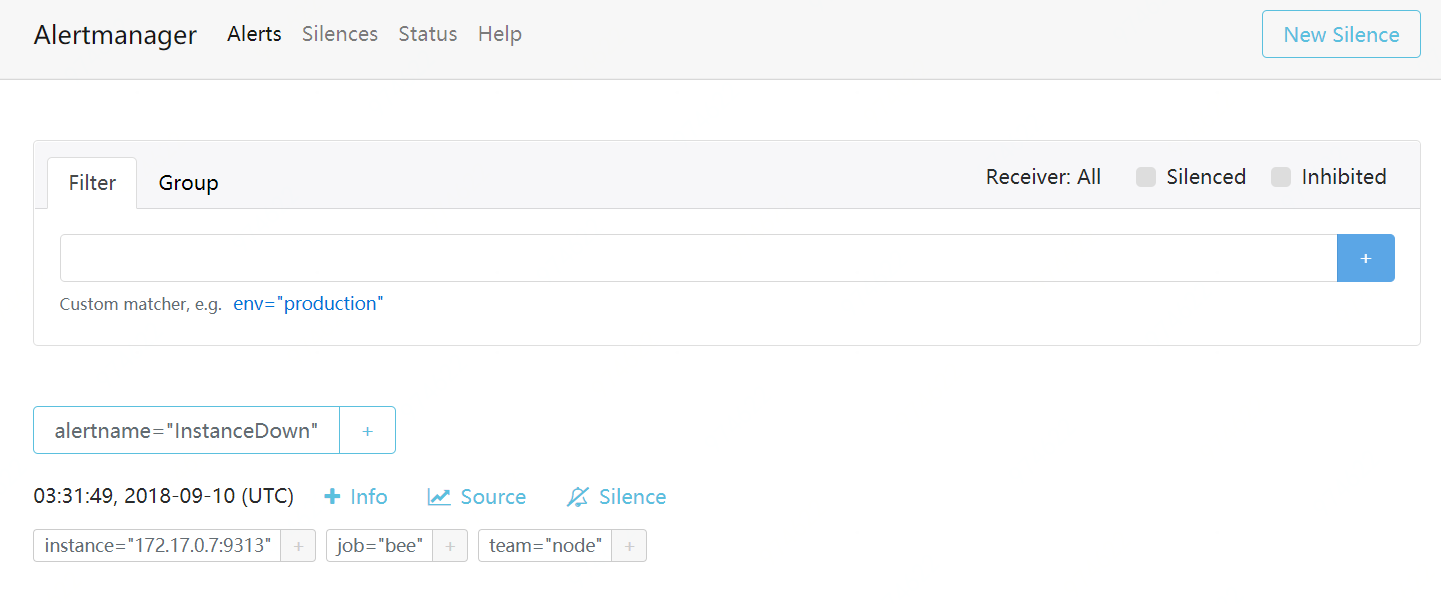 Alertmanager Alerts Silences Status Help New Silence
Filter Group Receiver: All Silenced Inhibited
+
Custom matcher, e.g. env="production"
alertname="InstanceDown" +
03:31:49, 2018-09-10 (UTC) + Info Source Silence
instance="172.17.0.7:9313" + job="bee" + team="node" +